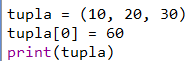 tupla = (10, 20, 30)
tupla[0] = 60
print(tupla)